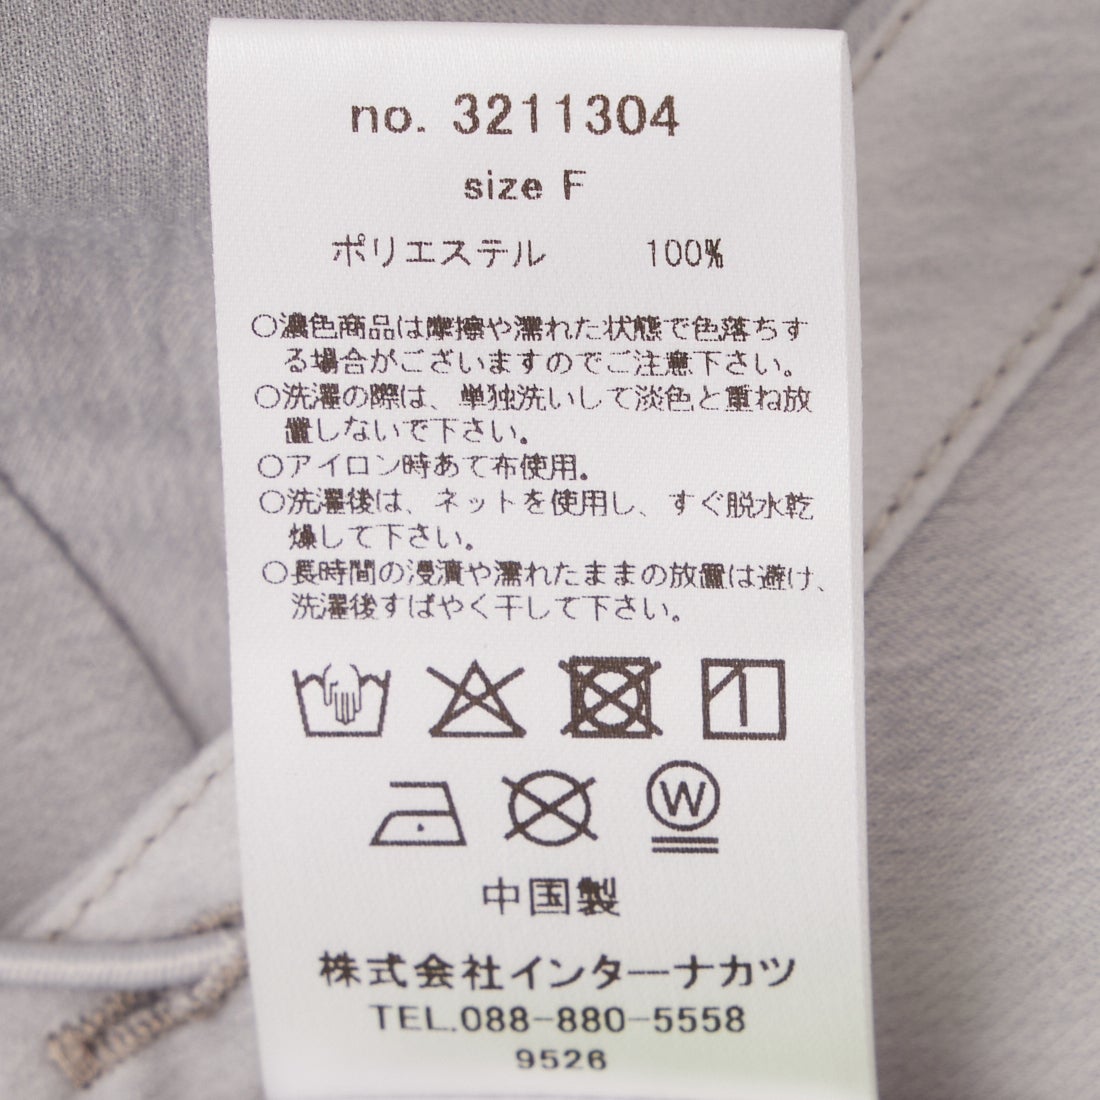 no. 3211304
size F
ポリエステル 100%
○濃色商品は摩擦や濡れた状態で色落ちす
る場合がございますのでご注意下さい。
○洗濯の際は、単独洗いして淡色と重ね放
置しないで下さい。
○アイロン時あて布使用。
○洗濯後は、ネットを使用し、すぐ脱水乾
燥して下さい。
○長時間の浸漬や濡れたままの放置は避け、
洗濯後すばやく干して下さい。
W
中国製
株式会社インターナカツ
TEL.088-880-5558
9526